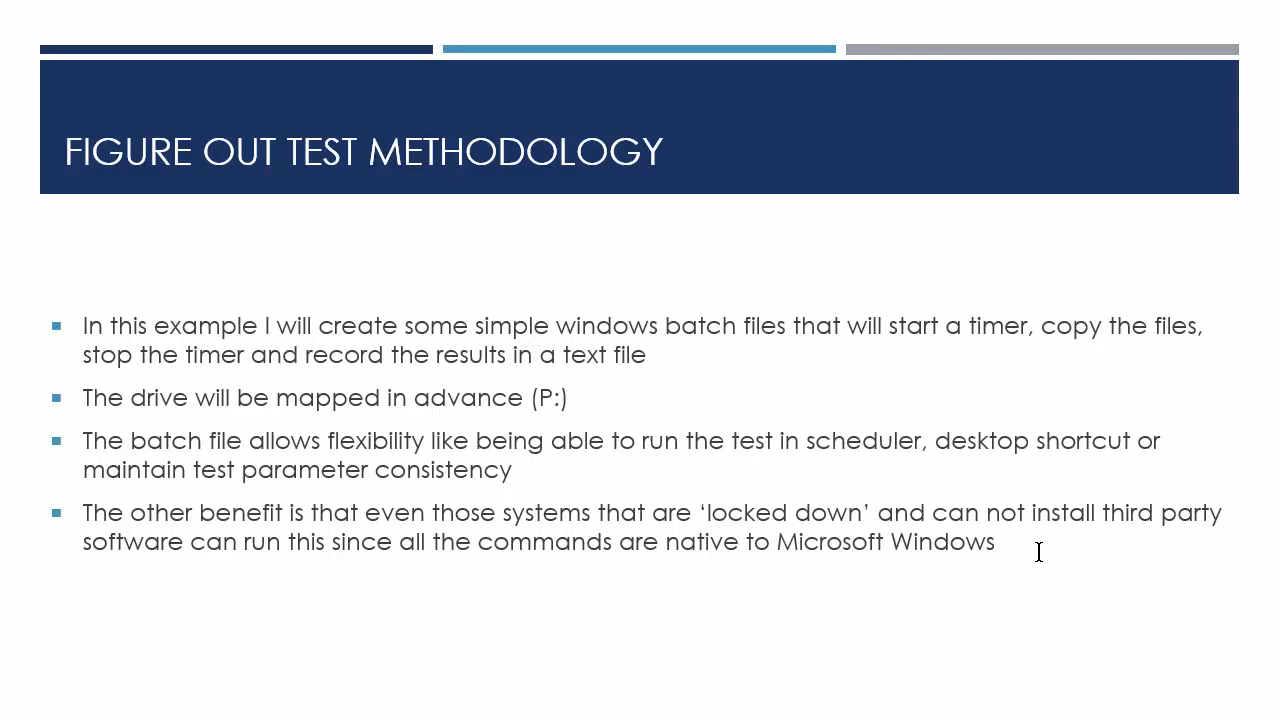 FIGURE OUT TEST METHODOLOGY
In this example I will create some simple windows batch files that will start a timer, copy the files,
stop the timer and record the results in a text file
The drive will be mapped in advance (P:)
The batch file allows flexibility like being able to run the test in scheduler, desktop shortcut or
maintain test parameter consistency
The other benefit is that even those systems that are ‘locked down’ and can not install third party
software can run this since all the commands are native to Microsoft Windows